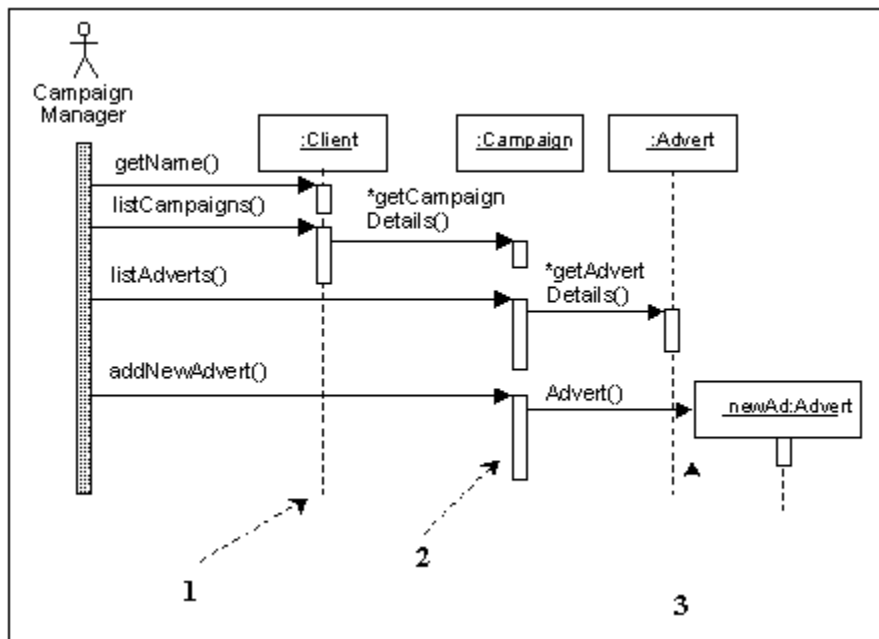 Campaign
Manager
:Client
:Campaign
:Advert
getName()
listCampaigns()
*getCampaign
Details()
listAdverts()
*getAdvert
Details()
addNewAdvert()
Advert()
newAd:Advert
1
2
3